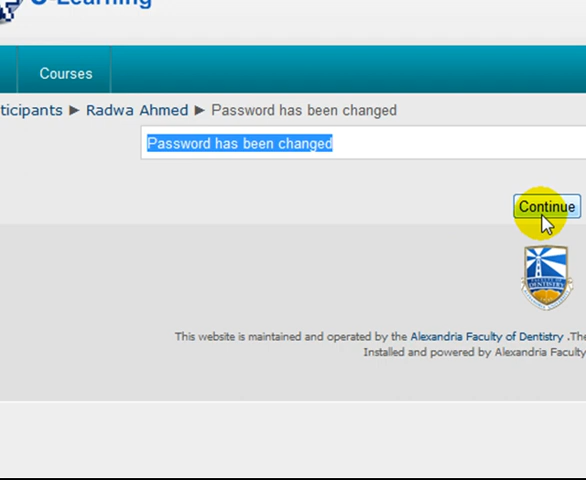 Learning
Courses
ticipants ► Radwa Ahmed ► Password has been changed
Password has been changed
Continue
This website is maintained and operated by the Alexandria Faculty of Dentistry .The
Installed and powered by Alexandria Faculty